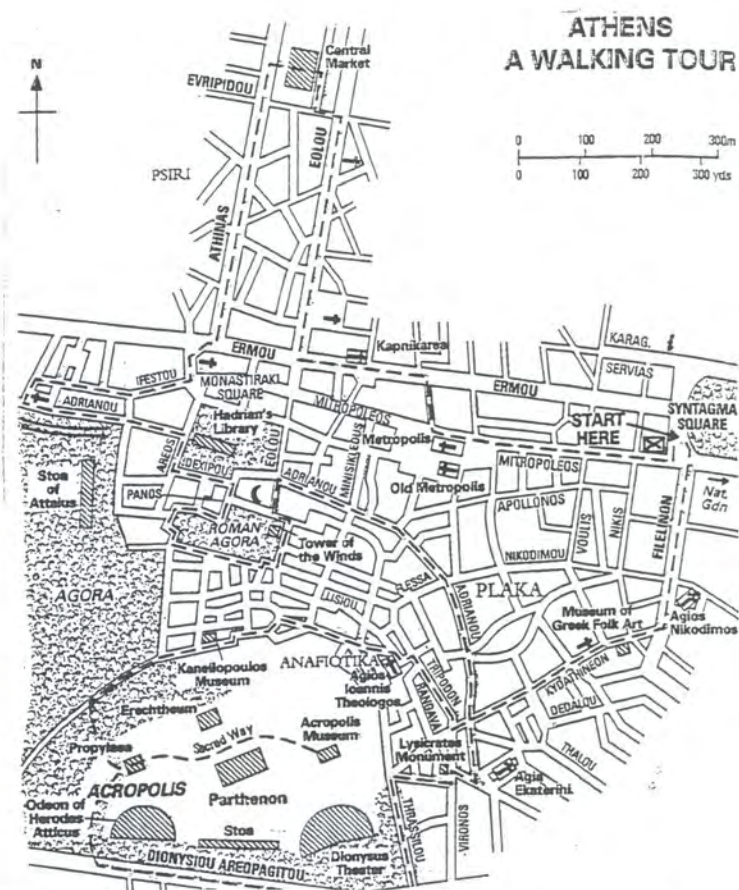 ATHENS
A WALKING TOUR
N
0 100 200 300m
0 100 200 300 yds
Central
Market
EVRIPIDOU
EOLOU
PSIRI
ATHINAS
KARAG.
SERVIAS
Kapnikarea
ERMOU
ERMOU
IFESTOU
MONASTIRAKI
SQUARE
ADRIANOU
MITROPOLEOS
START
HERE
SYNTAGMA
SQUARE
Hadrian's
Library
Metropolis
MITROPOLEOS
AREOS
EOLOU
MINISIKLEOUS
Stoa
of
Attalus
DEXIPOU
ADRIANOU
Old Metropolis
Nat.
Gdn
PANOS
APOLLONOS
VOULIS
NIKIS
FILELINON
ROMAN
AGORA
Tower of
the Winds
NIKODIMOU
AGORA
LISIOU
FLESSA
ADRIANOU
PLAKA
Museum of
Greek Folk Art
Agios
Nikodimos
Kanellopoulos
Museum
ANAFIOTIKA
Agios
Ioannis
Theologos
TRIPODON
KYDATHINEON
DEDALOU
Erechtheum
Acropolis
Museum
THALOU
Propylaea
Sacred Way
Lysicrates
Monument
ACROPOLIS
Parthenon
Agia
Ekaterini
Odeon of
Herodes
Atticus
Stoa
THRASSILOU
VIRONOS
DIONYSIOU AREOPAGITOU
Dionysus
Theater